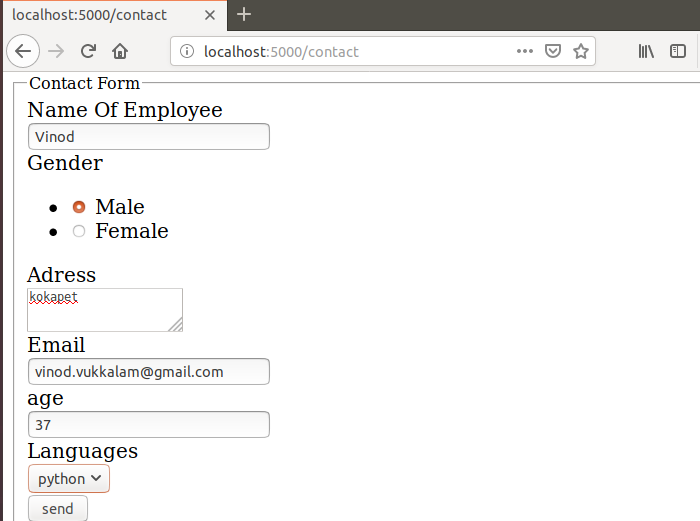 localhost:5000/contact
localhost:5000/contact
Contact Form
Name Of Employee
Vinod
Gender
Male
Female
Adress
kokapet
Email
vinod.vukkalam@gmail.com
age
37
Languages
python
send